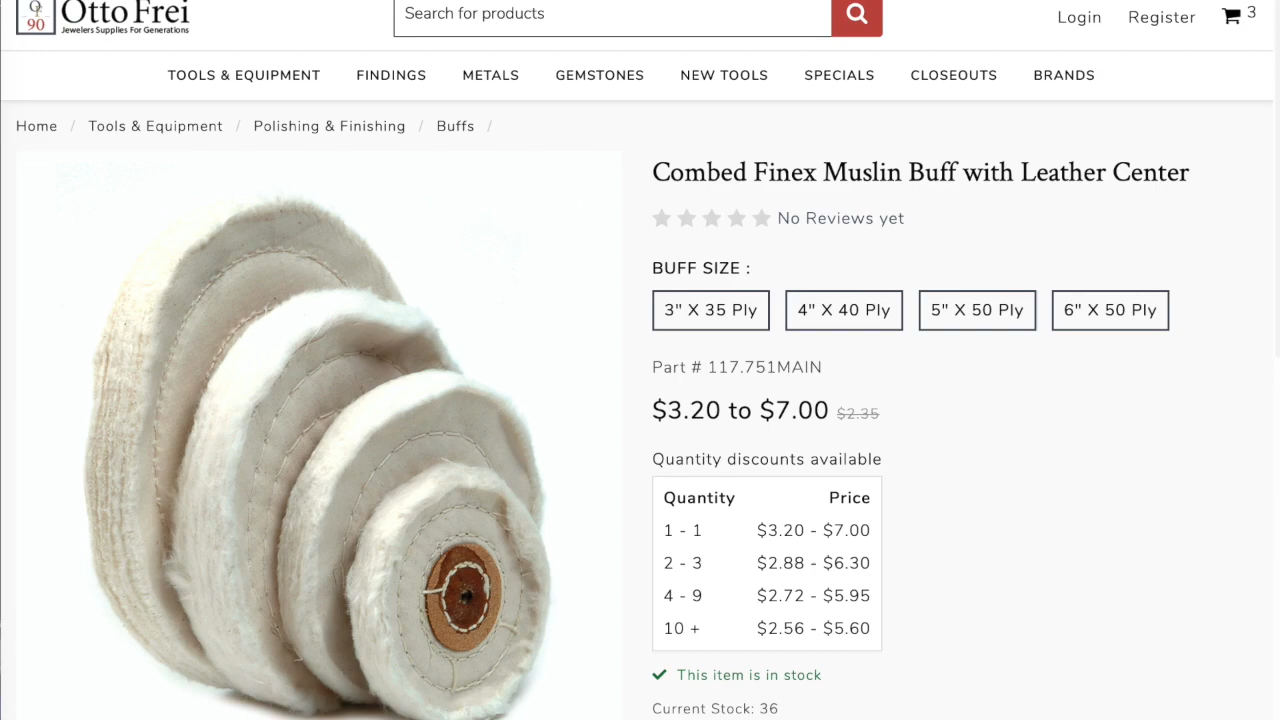 OF
90
Otto Frei
Jewelers Supplies For Generations
Search for products
Login Register 3
TOOLS & EQUIPMENT FINDINGS METALS GEMSTONES NEW TOOLS SPECIALS CLOSEOUTS BRANDS
Home / Tools & Equipment / Polishing & Finishing / Buffs /
Combed Finex Muslin Buff with Leather Center
No Reviews yet
BUFF SIZE :
3" X 35 Ply 4" X 40 Ply 5" X 50 Ply 6" X 50 Ply
Part # 117.751MAIN
$3.20 to $7.00 $2.35
Quantity discounts available
Quantity Price
1 - 1 $3.20 - $7.00
2 - 3 $2.88 - $6.30
4 - 9 $2.72 - $5.95
10 + $2.56 - $5.60
This item is in stock
Current Stock: 36